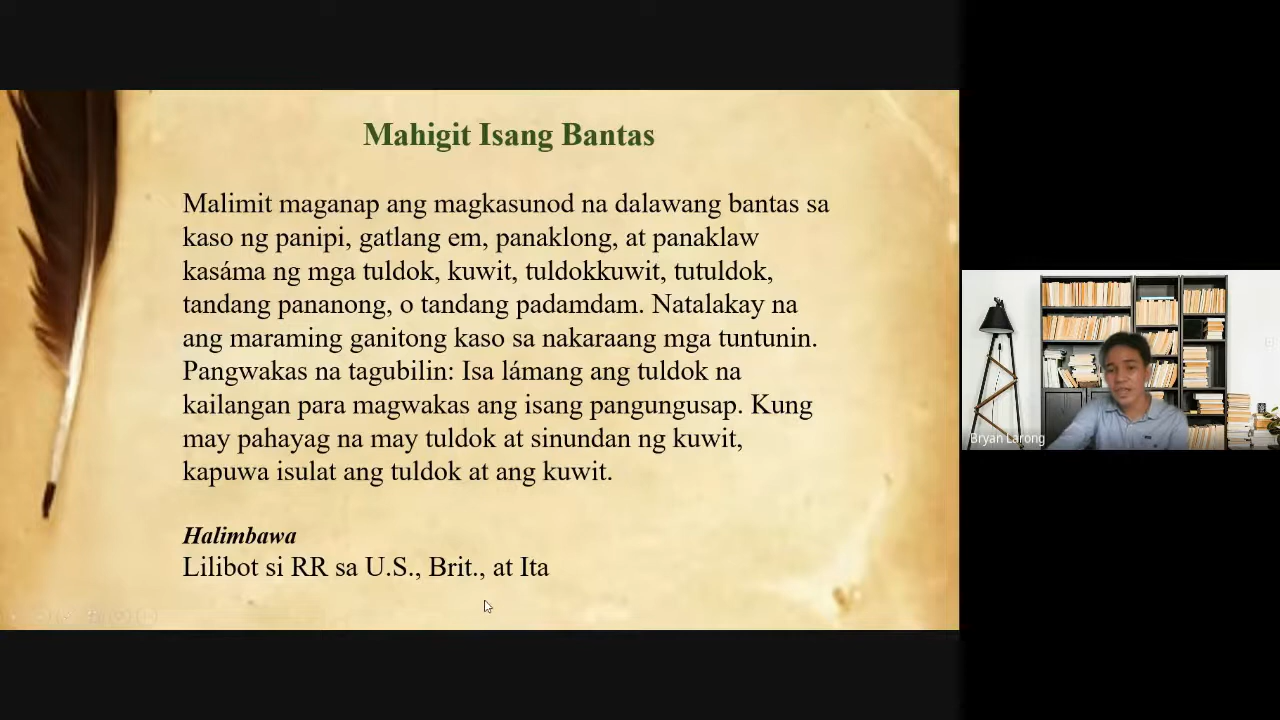 Mahigit Isang Bantas
Malimit maganap ang magkasunod na dalawang bantas sa
kaso ng panipi, gatlang em, panaklong, at panaklaw
kasáma ng mga tuldok, kuwit, tuldokkuwit, tutuldok,
tandang pananong, o tandang padamdam. Natalakay na
ang maraming ganitong kaso sa nakaraang mga tuntunin.
Pangwakas na tagubilin: Isa lámang ang tuldok na
kailangan para magwakas ang isang pangungusap. Kung
may pahayag na may tuldok at sinundan ng kuwit,
kapuwa isulat ang tuldok at ang kuwit.
Halimbawa
Lilibot si RR sa U.S., Brit., at Ita
Bryan Larong